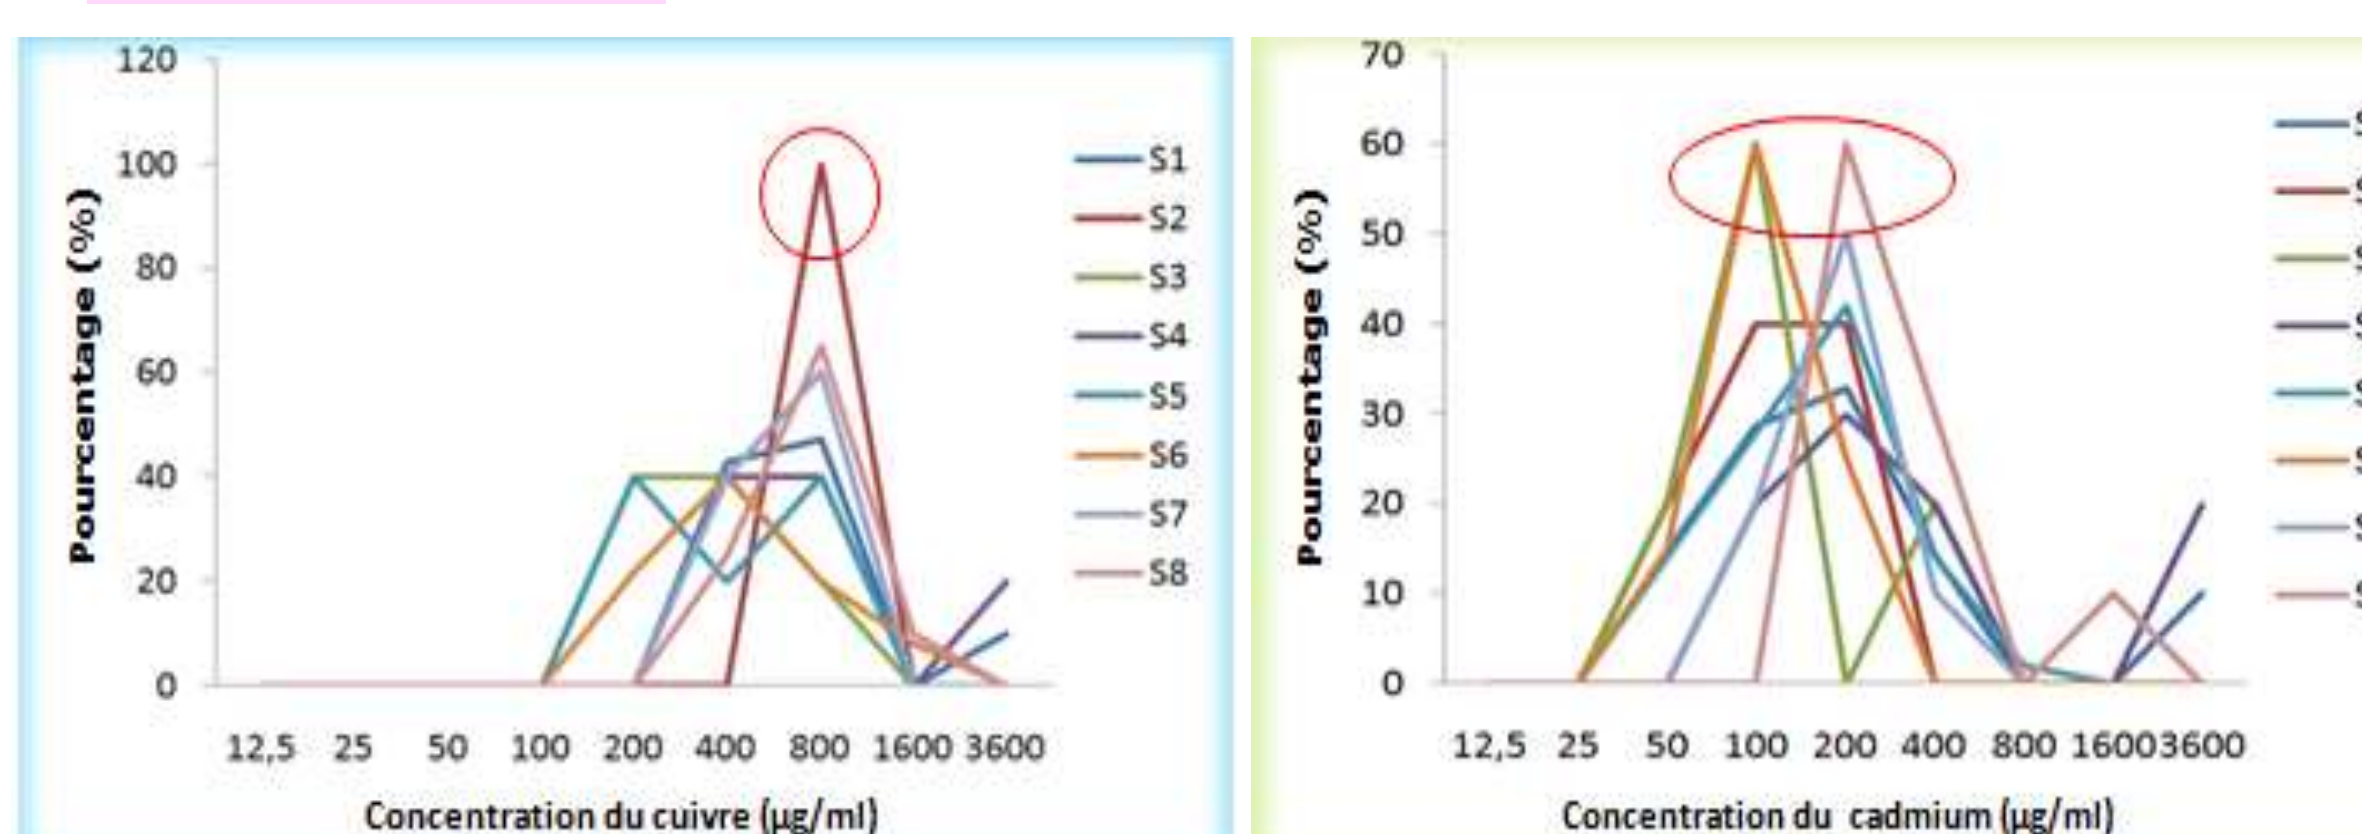 120
100
80
60
40
20
0
Pourcentage (%)
12,5 25 50 100 200 400 800 1600 3600
Concentration du cuivre (µg/ml)
S1
S2
S3
S4
S5
S6
S7
S8
70
60
50
40
30
20
10
0
Pourcentage (%)
12,5 25 50 100 200 400 800 1600 3600
Concentration du cadmium (µg/ml)